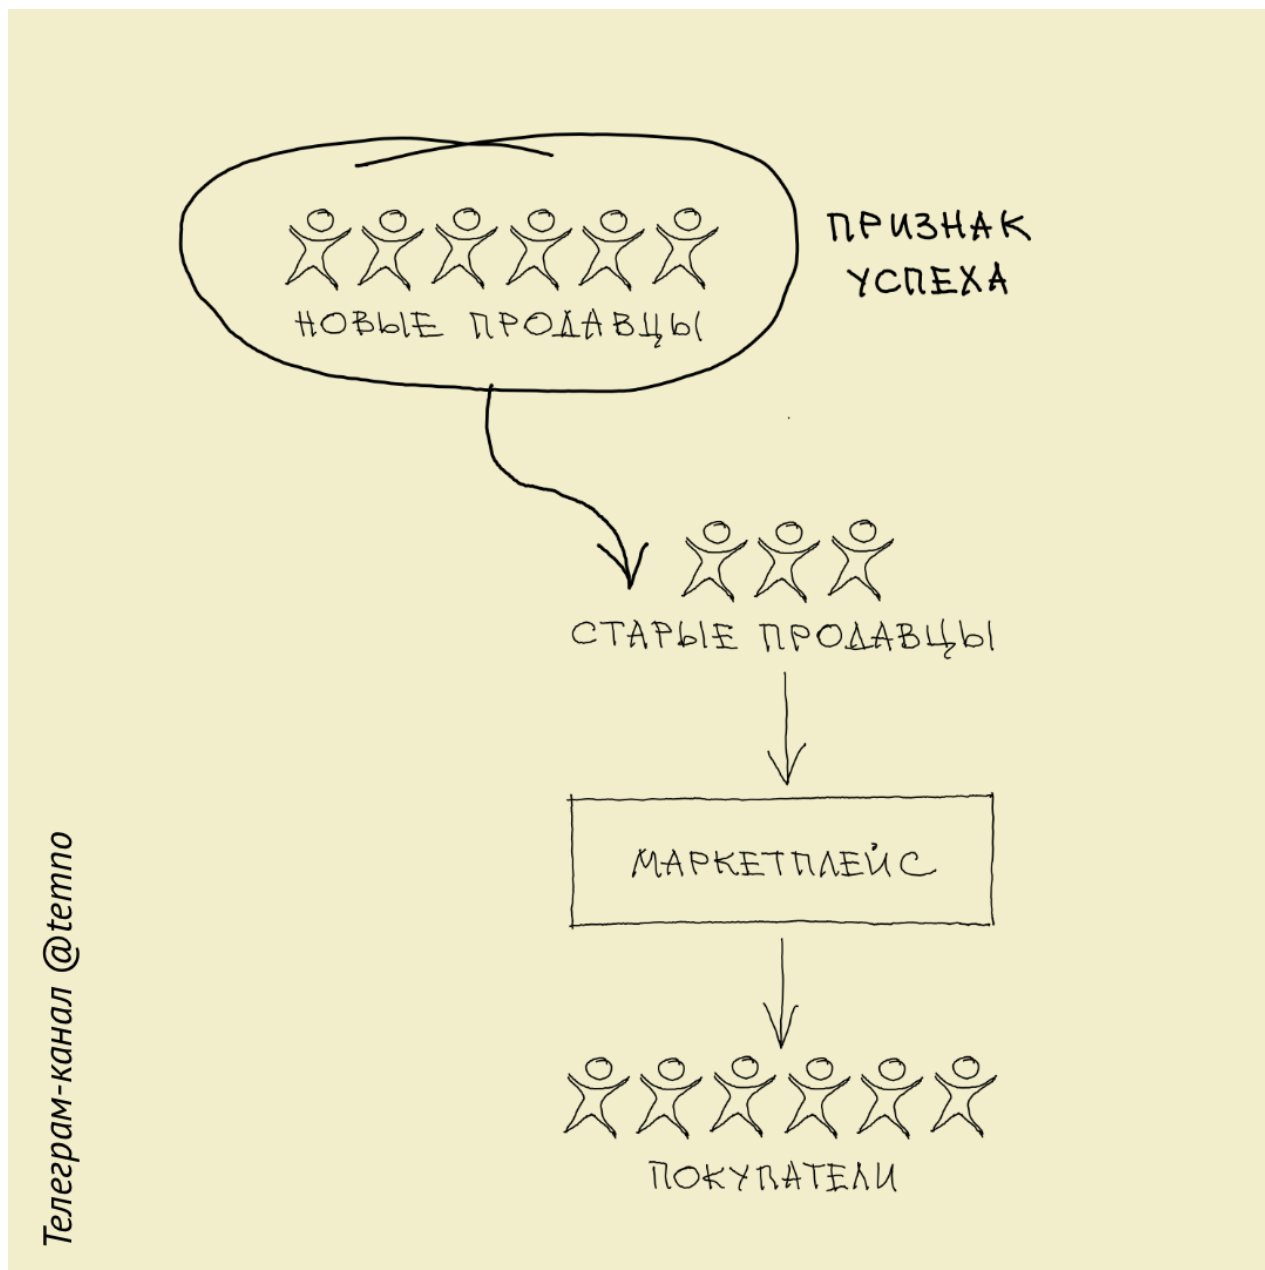 НОВЫЕ ПРОДАВЦЫ
ПРИЗНАК
УСПЕХА
СТАРЫЕ ПРОДАВЦЫ
МАРКЕТПЛЕЙС
ПОКУПАТЕЛИ
Телеграм-канал @temno